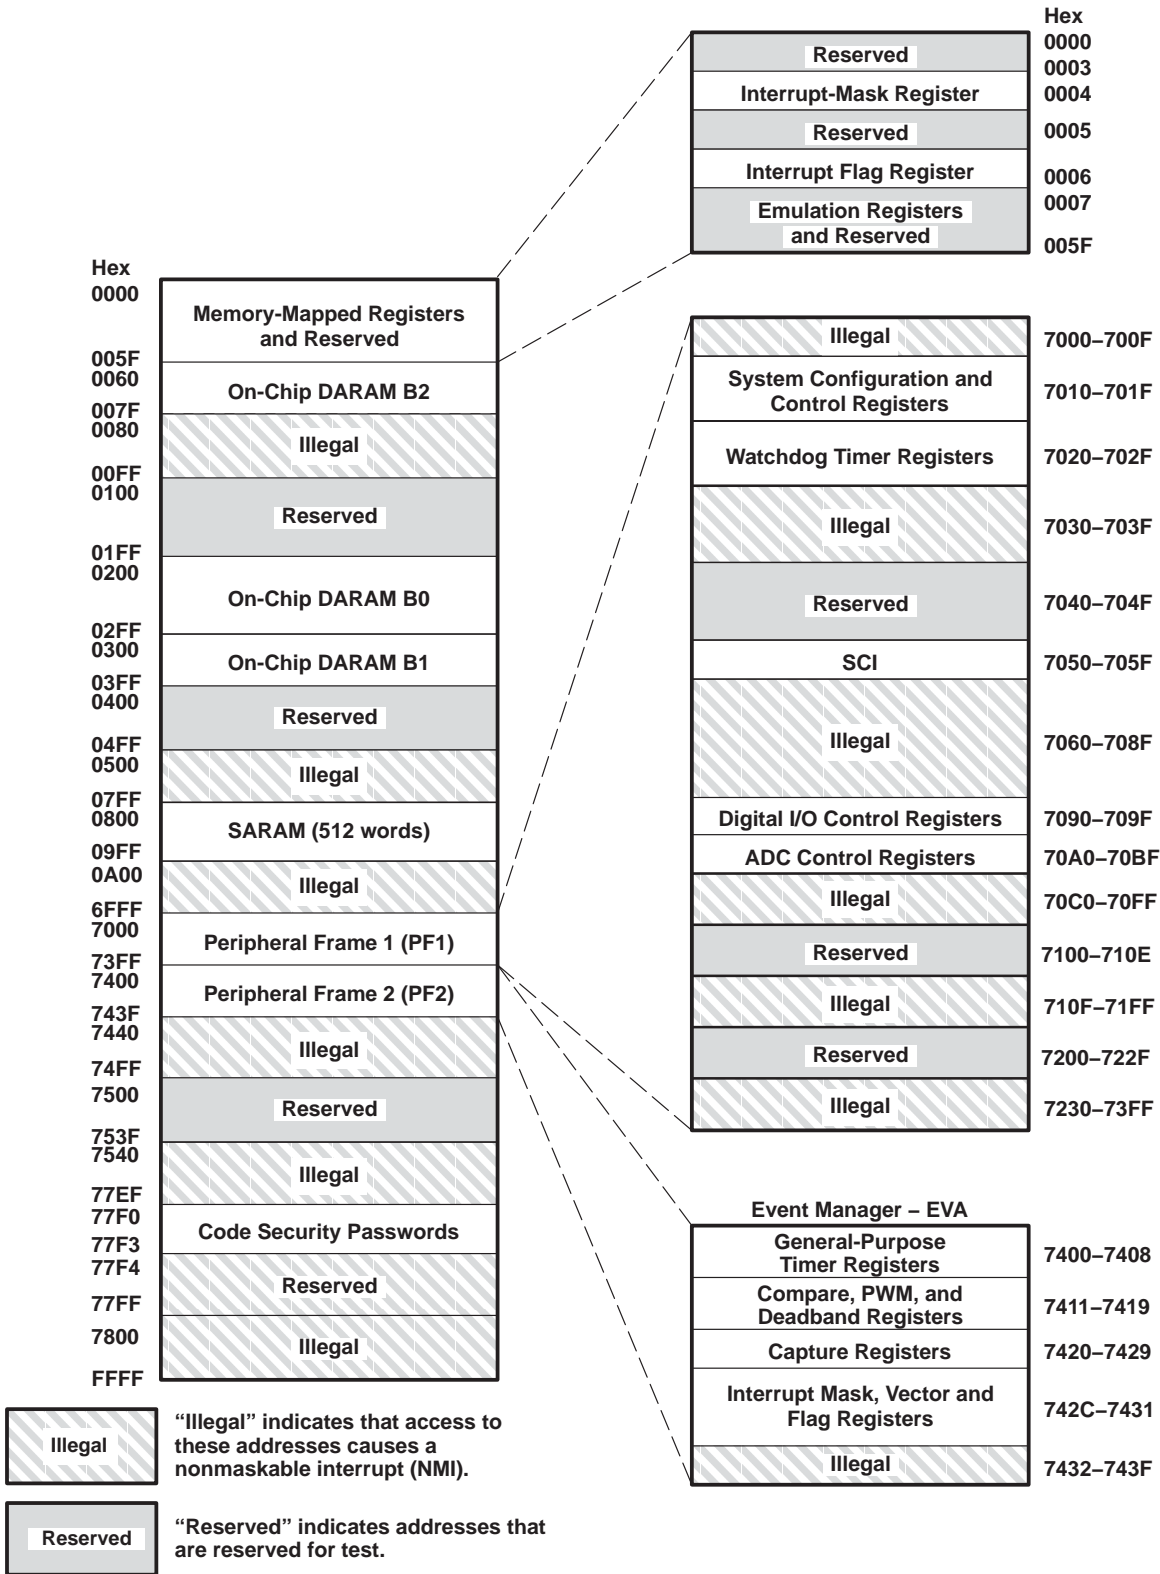 Hex
0000
Reserved
0003
Interrupt-Mask Register
0004
Reserved
0005
Interrupt Flag Register
0006
0007
Emulation Registers
and Reserved
005F
Hex
0000
Memory-Mapped Registers
and Reserved
005F
0060
On-Chip DARAM B2
007F
0080
Illegal
00FF
0100
Reserved
01FF
0200
On-Chip DARAM B0
02FF
0300
On-Chip DARAM B1
03FF
0400
Reserved
04FF
0500
Illegal
07FF
0800
SARAM (512 words)
09FF
0A00
Illegal
6FFF
7000
Peripheral Frame 1 (PF1)
73FF
7400
Peripheral Frame 2 (PF2)
743F
7440
Illegal
74FF
7500
Reserved
753F
7540
Illegal
77EF
77F0
Code Security Passwords
77F3
77F4
Reserved
77FF
7800
Illegal
FFFF
Illegal
7000–700F
System Configuration and
Control Registers
7010–701F
Watchdog Timer Registers
7020–702F
Illegal
7030–703F
Reserved
7040–704F
SCI
7050–705F
Illegal
7060–708F
Digital I/O Control Registers
7090–709F
ADC Control Registers
70A0–70BF
Illegal
70C0–70FF
Reserved
7100–710E
Illegal
710F–71FF
Reserved
7200–722F
Illegal
7230–73FF
Event Manager – EVA
General-Purpose
Timer Registers
7400–7408
Compare, PWM, and
Deadband Registers
7411–7419
Capture Registers
7420–7429
Interrupt Mask, Vector and
Flag Registers
742C–7431
Illegal
7432–743F
Illegal
“Illegal” indicates that access to
these addresses causes a
nonmaskable interrupt (NMI).
Reserved
“Reserved” indicates addresses that
are reserved for test.